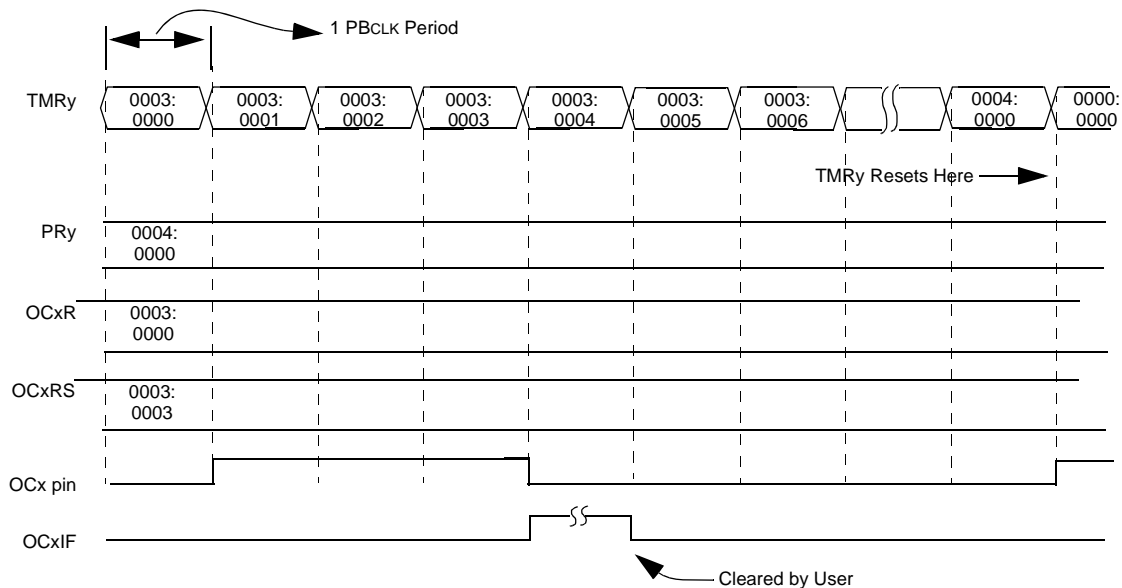 1 PBCLK Period
TMRy
0003:
0000
0003:
0001
0003:
0002
0003:
0003
0003:
0004
0003:
0005
0003:
0006
0004:
0000
0000:
0000
TMRy Resets Here
PRy
0004:
0000
OCxR
0003:
0000
OCxRS
0003:
0003
OCx pin
OCxIF
Cleared by User